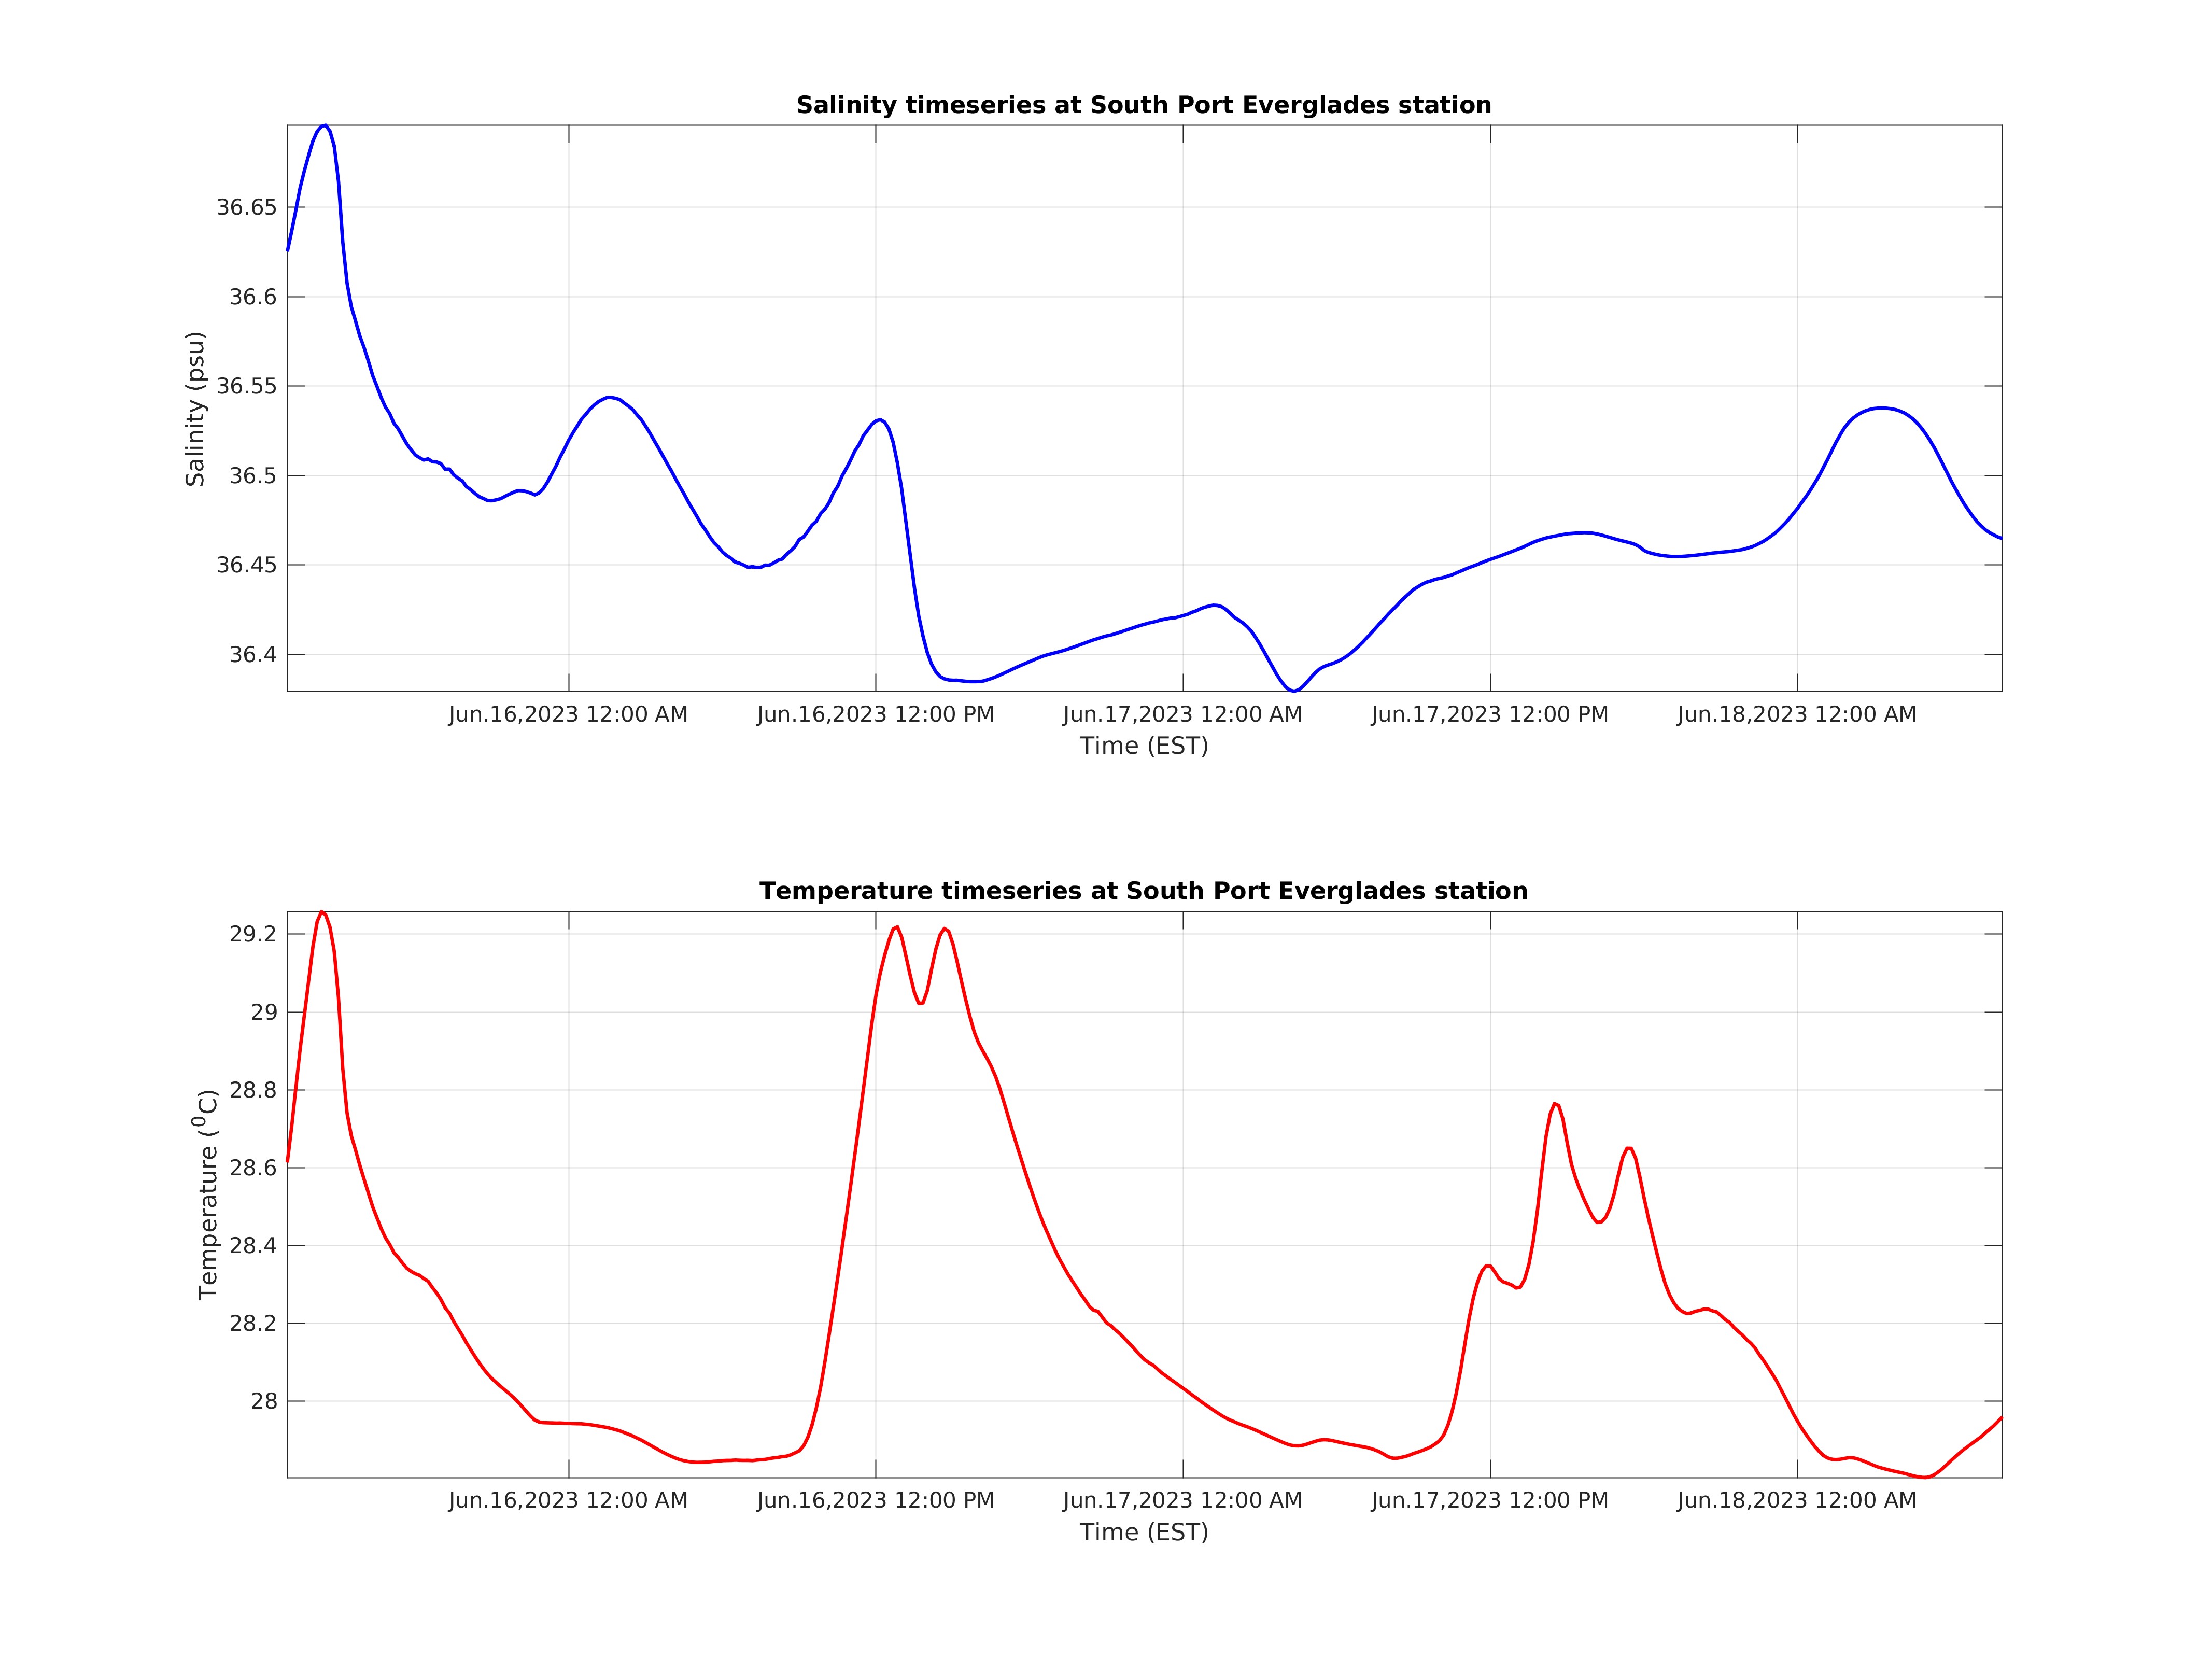 Salinity timeseries at South Port Everglades station
36.65
36.6
36.55
36.5
36.45
36.4
Salinity (psu)
Jun.16,2023 12:00 AM Jun.16,2023 12:00 PM Jun.17,2023 12:00 AM Jun.17,2023 12:00 PM Jun.18,2023 12:00 AM
Time (EST)
Temperature timeseries at South Port Everglades station
29.2
29
28.8
28.6
28.4
28.2
28
Temperature (⁰C)
Jun.16,2023 12:00 AM Jun.16,2023 12:00 PM Jun.17,2023 12:00 AM Jun.17,2023 12:00 PM Jun.18,2023 12:00 AM
Time (EST)